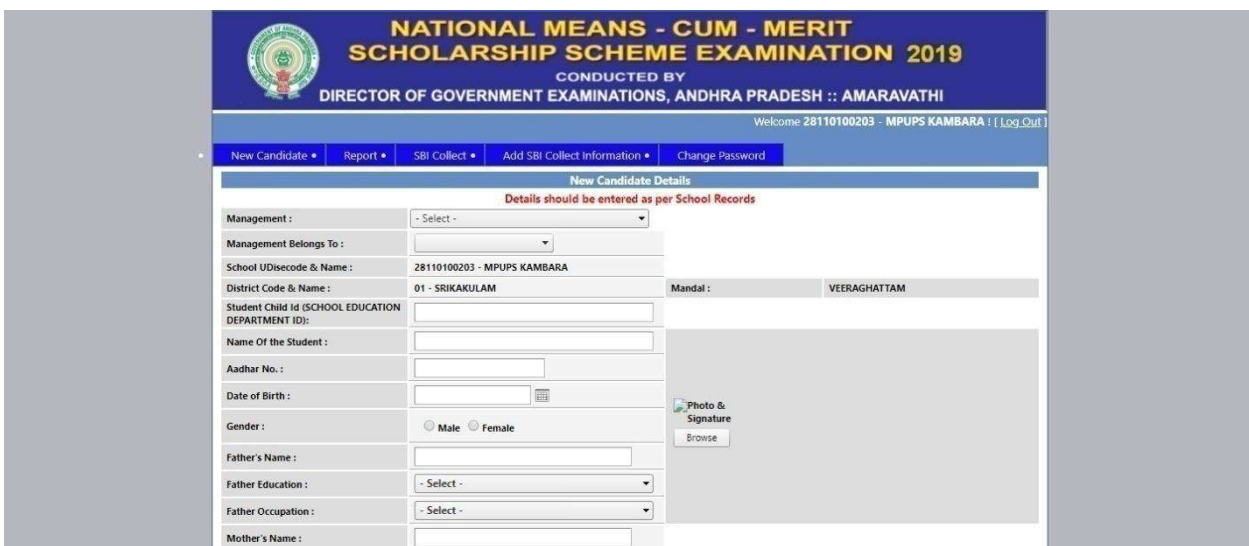 NATIONAL MEANS - CUM - MERIT
SCHOLARSHIP SCHEME EXAMINATION 2019
CONDUCTED BY
DIRECTOR OF GOVERNMENT EXAMINATIONS, ANDHRA PRADESH :: AMARAVATHI
Welcome 28110100203 - MPUPS KAMBARA ! [ Log Out ]
New Candidate • Report • SBI Collect • Add SBI Collect Information • Change Password
New Candidate Details
Details should be entered as per School Records
Management : - Select -
Management Belongs To :
School UDisecode & Name : 28110100203 - MPUPS KAMBARA
District Code & Name : 01 - SRIKAKULAM Mandal : VEERAGHATTAM
Student Child Id (SCHOOL EDUCATION
DEPARTMENT ID):
Name Of the Student :
Aadhar No. :
Date of Birth :
Photo &
Signature
Gender : Male Female
Browse
Father's Name :
Father Education : - Select -
Father Occupation : - Select -
Mother's Name :